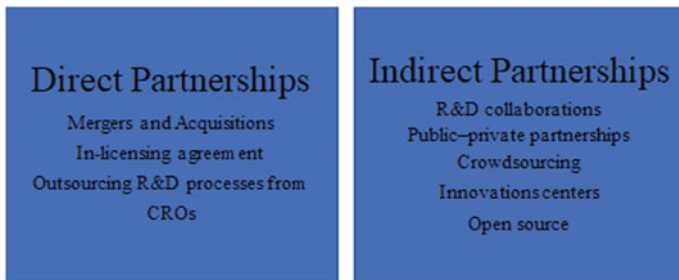 Direct Partnerships
Mergers and Acquisitions
In-licensing agreement
Outsourcing R&D processes from
CROs
Indirect Partnerships
R&D collaborations
Public–private partnerships
Crowdsourcing
Innovations centers
Open source